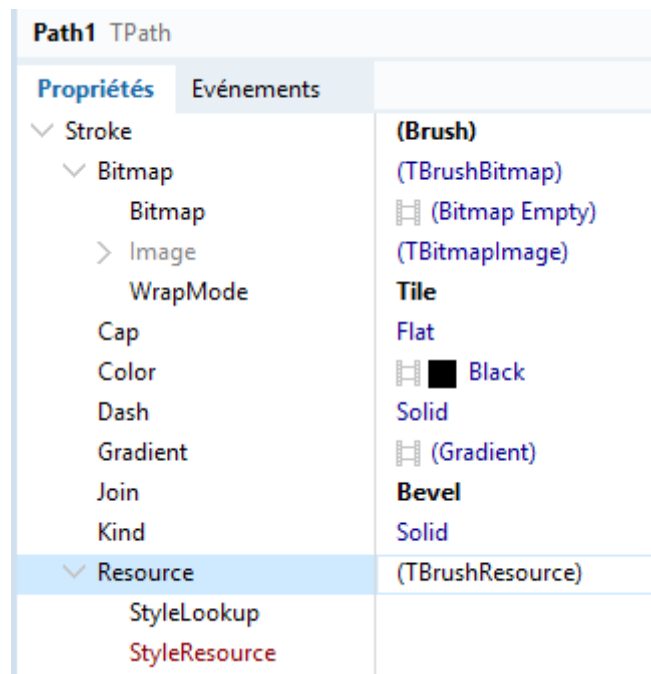 Path1 TPath
Propriétés Evénements
Stroke (Brush)
Bitmap (TBrushBitmap)
Bitmap (Bitmap Empty)
Image (TBitmapImage)
WrapMode Tile
Cap Flat
Color Black
Dash Solid
Gradient (Gradient)
Join Bevel
Kind Solid
Resource (TBrushResource)
StyleLookup
StyleResource